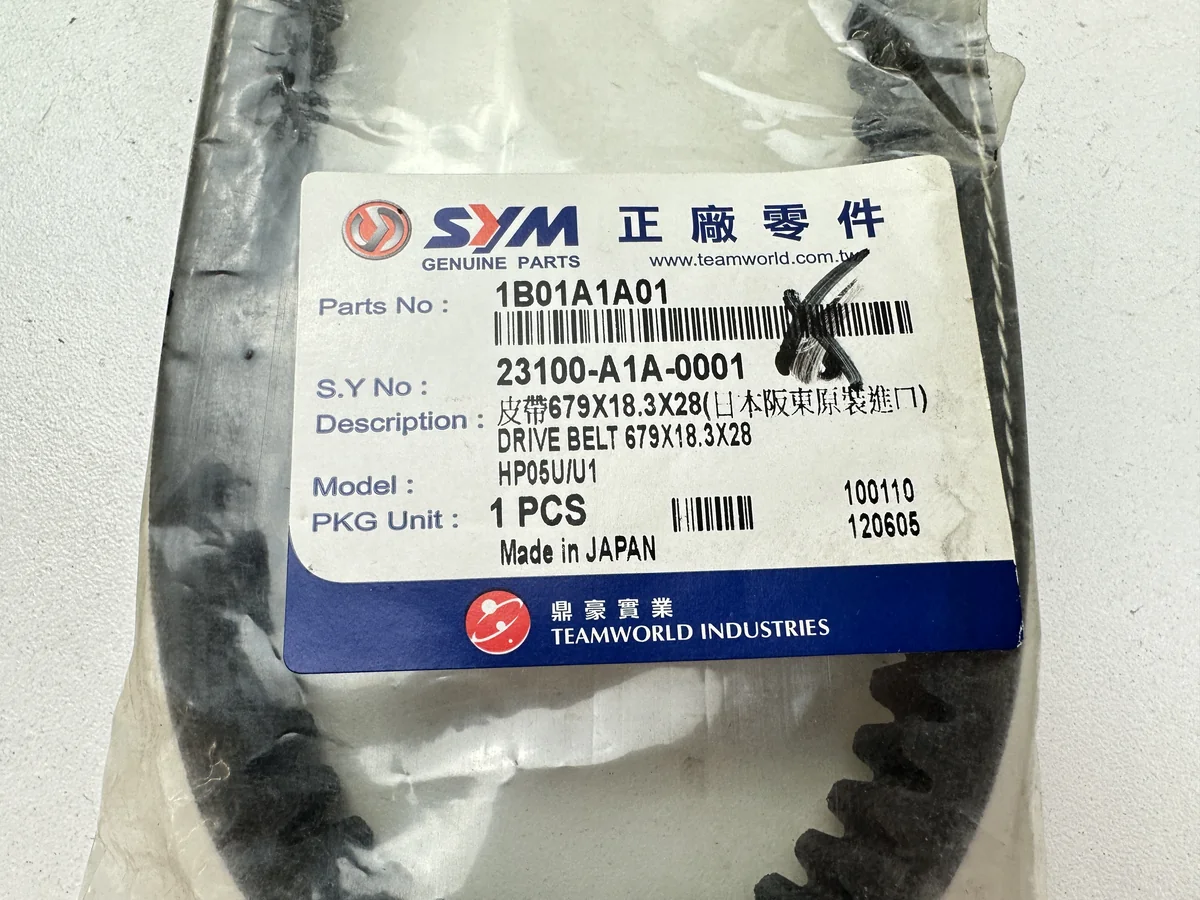 SYM 正廠零件
GENUINE PARTS www.teamworld.com.tw
Parts No : 1B01A1A01
S.Y No : 23100-A1A-0001
Description : 皮帶679X18.3X28(日本阪東原裝進口)
DRIVE BELT 679X18.3X28
Model : HP05U/U1
PKG Unit : 1 PCS 100110
Made in JAPAN 120605
鼎豪實業
TEAMWORLD INDUSTRIES